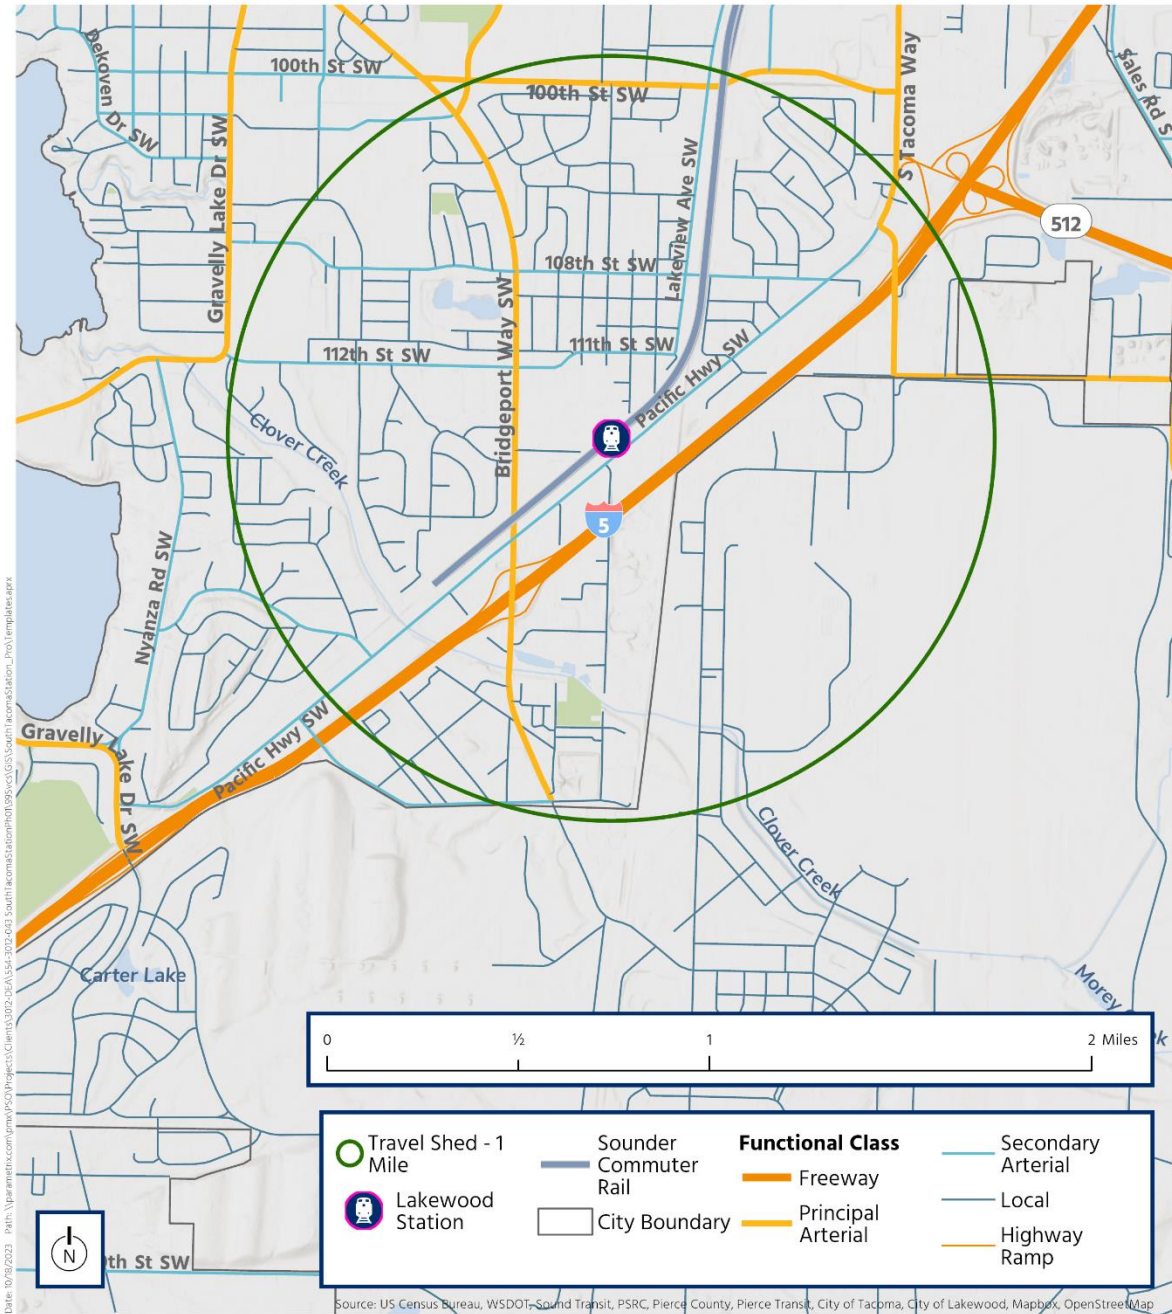 Dekoven Dr SW
100th St SW
100th St SW
S Tacoma Way
Sales Rd S
Gravelly Lake Dr SW
Lakeview Ave SW
512
108th St SW
Bridgeport Way SW
112th St SW
111th St SW
Pacific Hwy SW
Clover Creek
5
Nyanza Rd SW
Gravelly Lake Dr SW
Pacific Hwy SW
Clover Creek
Carter Lake
Morey
ek
0
½
1
2 Miles
Travel Shed - 1
Mile
Lakewood
Station
Sounder
Commuter
Rail
City Boundary
Functional Class
Freeway
Principal
Arterial
Secondary
Arterial
Local
Highway
Ramp
N
th St SW
Source: US Census Bureau, WSDOT, Sound Transit, PSRC, Pierce County, Pierce Transit, City of Tacoma, City of Lakewood, Mapbox, OpenStreetMap
Date: 10/18/2023